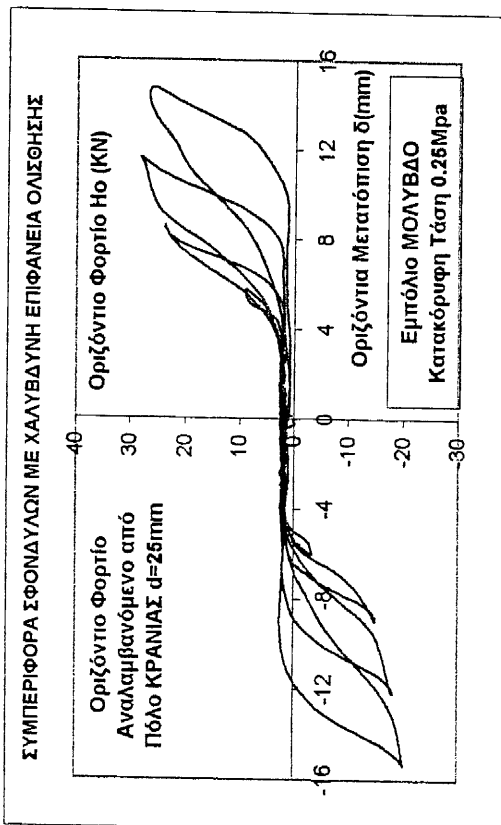 ΣΥΜΠΕΡΙΦΟΡΑ ΣΦΟΝΔΥΛΩΝ ΜΕ ΧΑΛΥΒΔΥΝΗ ΕΠΙΦΑΝΕΙΑ ΟΛΙΣΘΗΣΗΣ
Οριζόντιο Φορτίο
Αναλαμβανόμενο από
Πόλο ΚΡΑΝΙΑΣ d=25mm
Οριζόντιο Φορτίο Ho (KN)
40
30
20
10
0
-10
-20
-30
-16
-12
-8
-4
0
4
8
12
16
Οριζόντια Μετατόπιση δ(mm)
Εμπόλιο ΜΟΛΥΒΔΟ
Κατακόρυφη Τάση 0.25Mpa